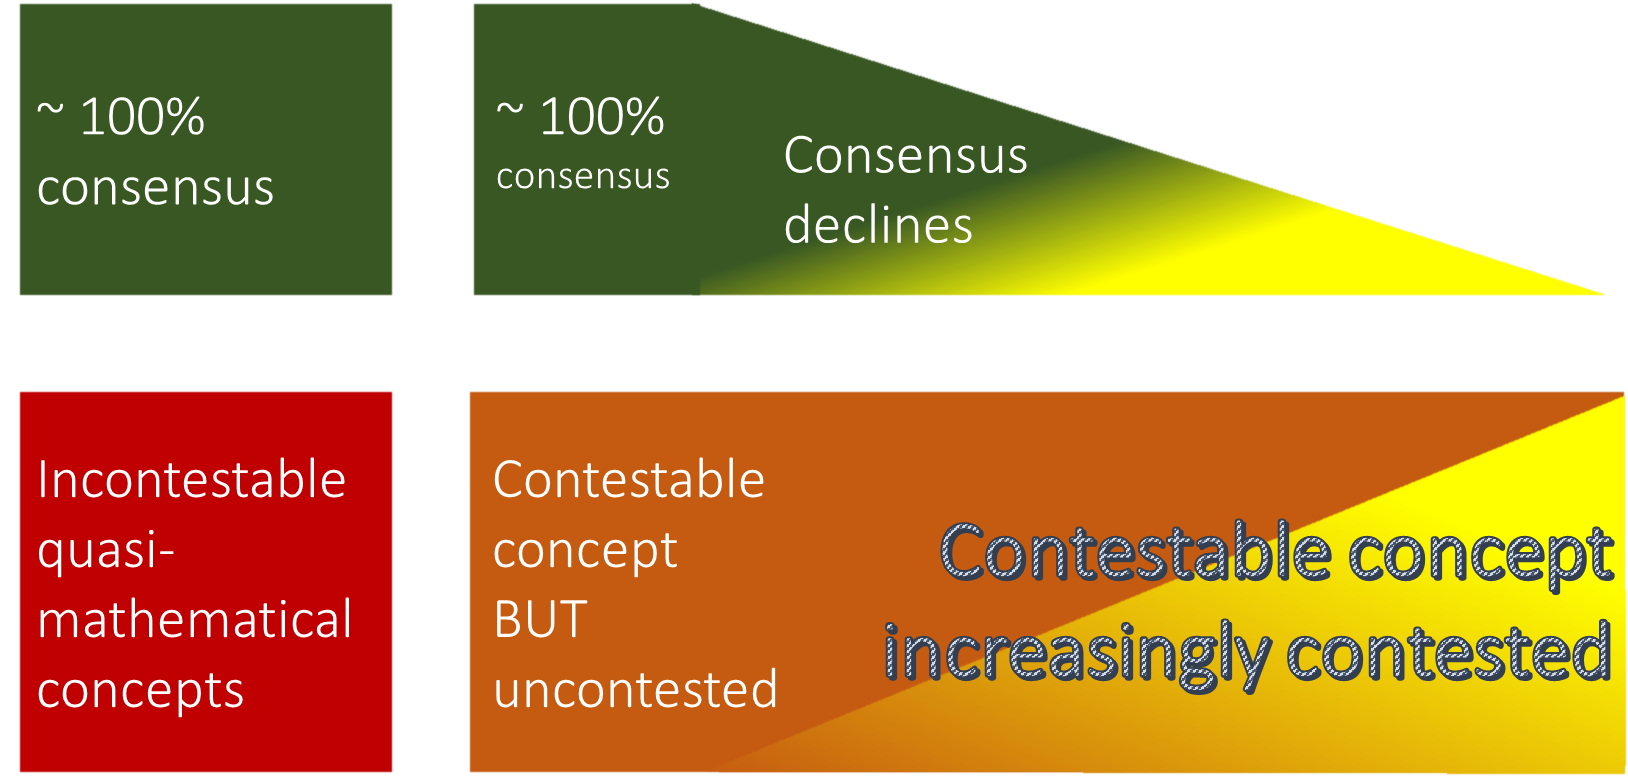 ~ 100%
consensus
~ 100%
consensus
Consensus
declines
Incontestable
quasi-
mathematical
concepts
Contestable
concept
BUT
uncontested
Contestable concept
increasingly contested